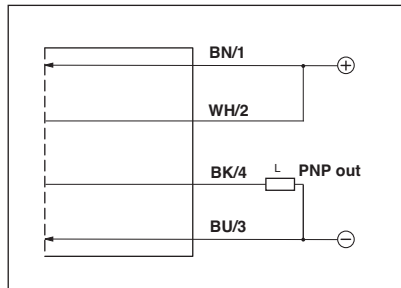 BN/1
+
WH/2
BK/4 L PNP out
BU/3
−